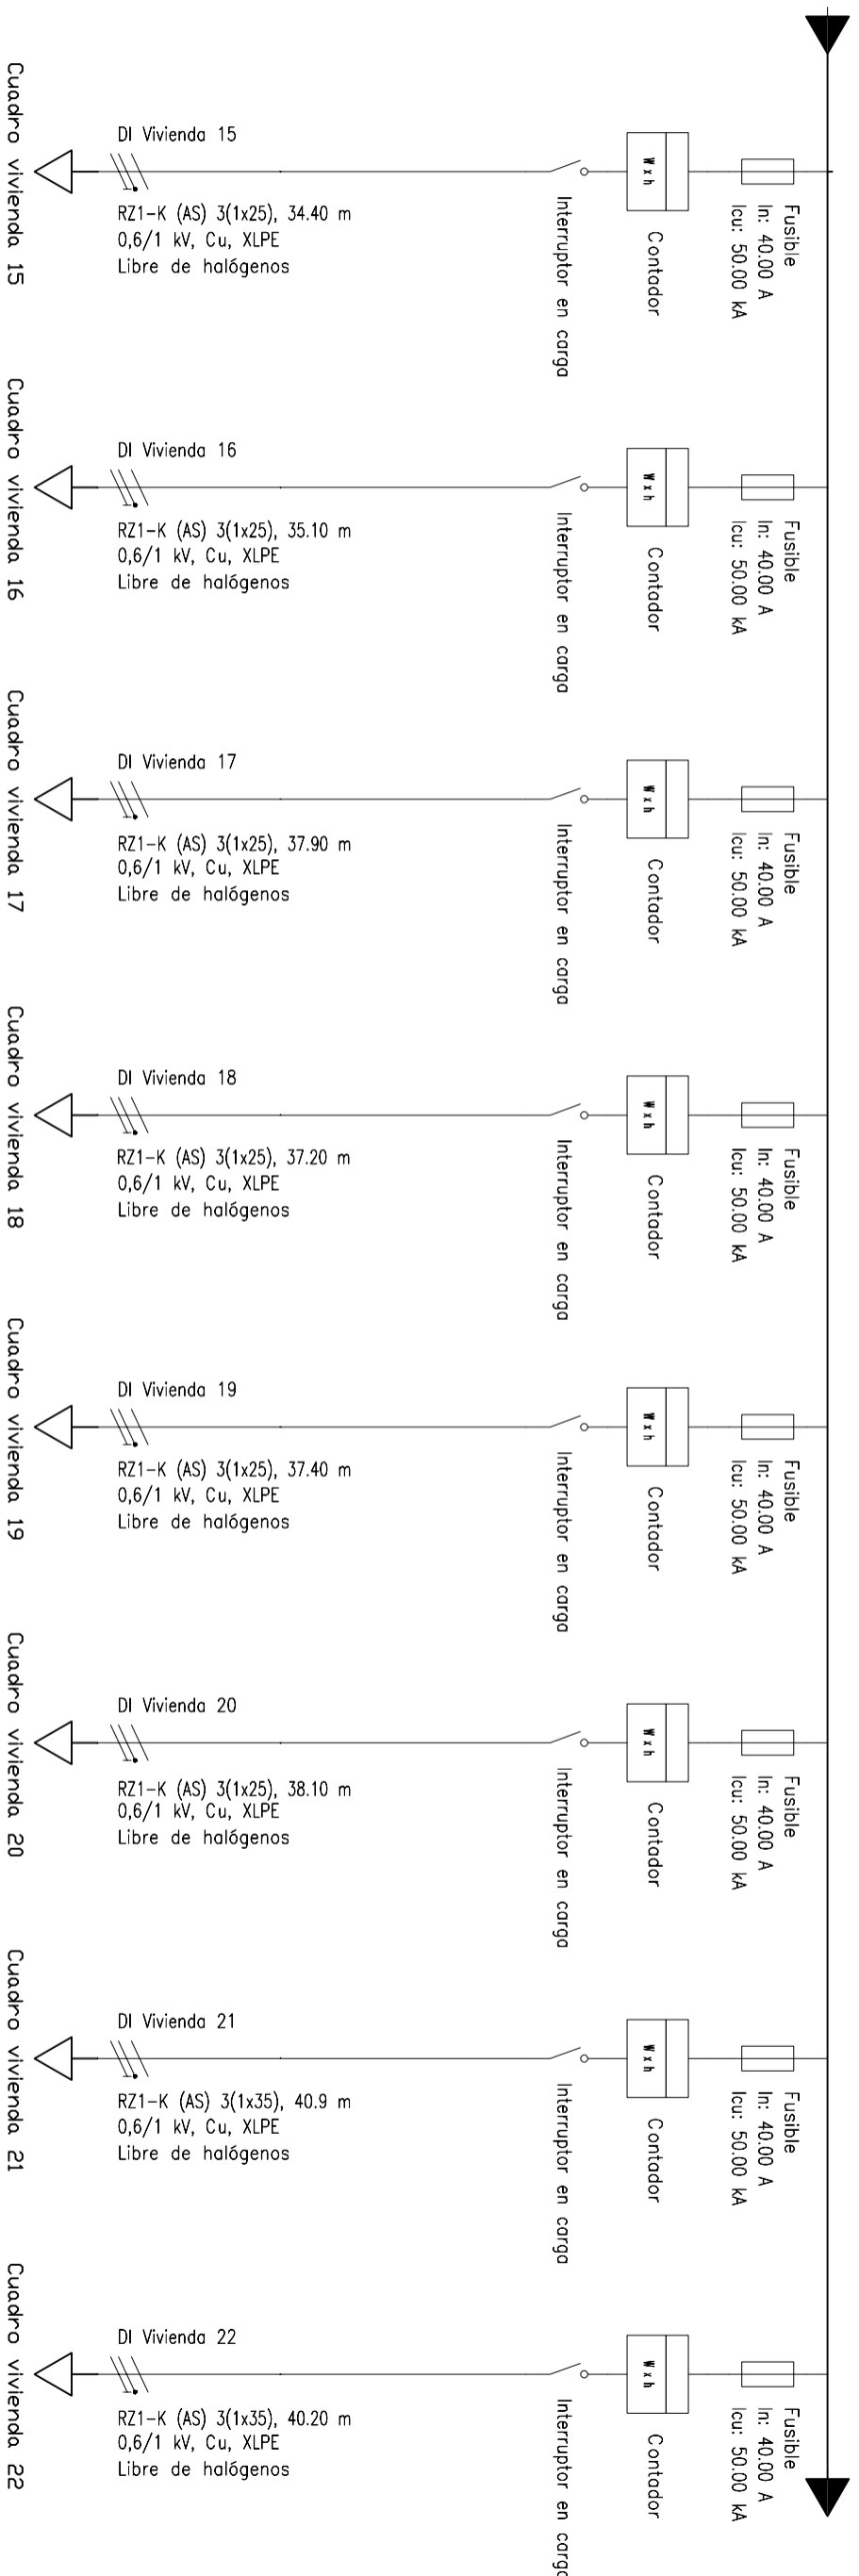 DI Vivienda 15
RZ1-K (AS) 3(1x25), 34.40 m
0,6/1 kV, Cu, XLPE
Libre de halógenos
Interruptor en carga
Wxh
Contador
Fusible
In: 40.00 A
Icu: 50.00 kA
Cuadro vivienda 15
DI Vivienda 16
RZ1-K (AS) 3(1x25), 35.10 m
0,6/1 kV, Cu, XLPE
Libre de halógenos
Interruptor en carga
Wxh
Contador
Fusible
In: 40.00 A
Icu: 50.00 kA
Cuadro vivienda 16
DI Vivienda 17
RZ1-K (AS) 3(1x25), 37.90 m
0,6/1 kV, Cu, XLPE
Libre de halógenos
Interruptor en carga
Wxh
Contador
Fusible
In: 40.00 A
Icu: 50.00 kA
Cuadro vivienda 17
DI Vivienda 18
RZ1-K (AS) 3(1x25), 37.20 m
0,6/1 kV, Cu, XLPE
Libre de halógenos
Interruptor en carga
Wxh
Contador
Fusible
In: 40.00 A
Icu: 50.00 kA
Cuadro vivienda 18
DI Vivienda 19
RZ1-K (AS) 3(1x25), 37.40 m
0,6/1 kV, Cu, XLPE
Libre de halógenos
Interruptor en carga
Wxh
Contador
Fusible
In: 40.00 A
Icu: 50.00 kA
Cuadro vivienda 19
DI Vivienda 20
RZ1-K (AS) 3(1x25), 38.10 m
0,6/1 kV, Cu, XLPE
Libre de halógenos
Interruptor en carga
Wxh
Contador
Fusible
In: 40.00 A
Icu: 50.00 kA
Cuadro vivienda 20
DI Vivienda 21
RZ1-K (AS) 3(1x35), 40.9 m
0,6/1 kV, Cu, XLPE
Libre de halógenos
Interruptor en carga
Wxh
Contador
Fusible
In: 40.00 A
Icu: 50.00 kA
Cuadro vivienda 21
DI Vivienda 22
RZ1-K (AS) 3(1x35), 40.20 m
0,6/1 kV, Cu, XLPE
Libre de halógenos
Interruptor en carga
Wxh
Contador
Fusible
In: 40.00 A
Icu: 50.00 kA
Cuadro vivienda 22